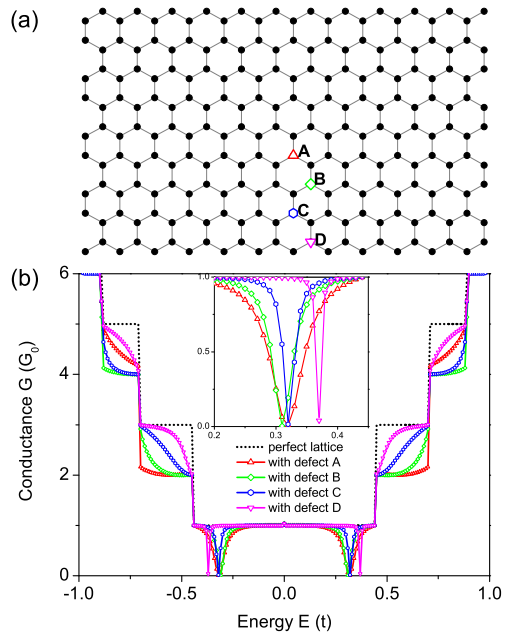 (a)
A
B
C
D
(b)
6
4
2
0
Conductance G (G₀)
1.0
0.5
0.0
0.2
0.3
0.4
perfect lattice
with defect A
with defect B
with defect C
with defect D
-1.0
-0.5
0.0
0.5
1.0
Energy E (t)